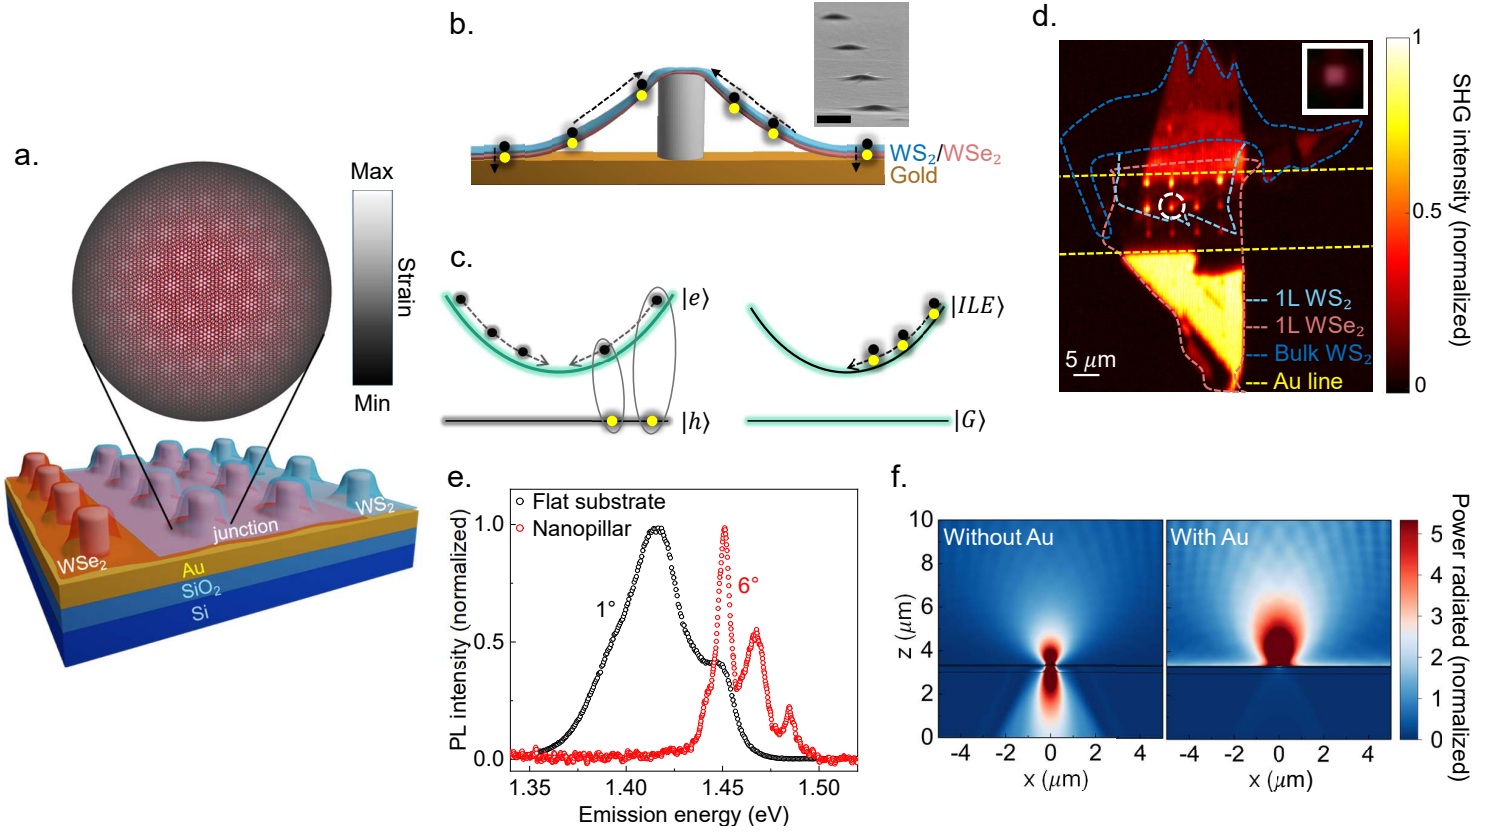 a.
Max
Strain
Min
WSe₂
junction
WS₂
Au
SiO₂
Si
b.
WS₂/WSe₂
Gold
c.
|e⟩
|h⟩
|ILE⟩
|G⟩
d.
5 μm
1L WS₂
1L WSe₂
Bulk WS₂
Au line
1
0.5
0
SHG intensity (normalized)
e.
Flat substrate
Nanopillar
1°
6°
1.0
0.5
0.0
PL intensity (normalized)
1.35
1.40
1.45
1.50
Emission energy (eV)
f.
Without Au
With Au
10
8
6
4
2
0
z (μm)
-4
-2
0
2
4
x (μm)
-4
-2
0
2
4
x (μm)
5
4
3
2
1
0
Power radiated (normalized)